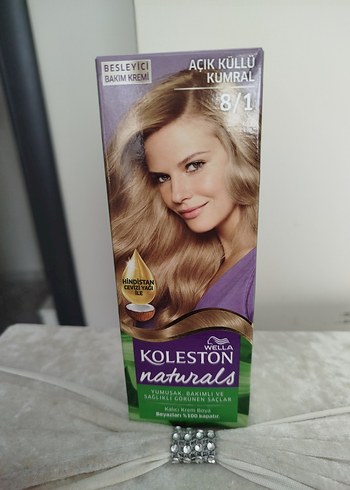 BESLEYİCİ
BAKIM KREMİ
AÇIK KÜLLÜ
KUMRAL
8/1
HİNDİSTAN
CEVİZİ YAĞI
İLE
WELLA
KOLESTON
naturals
YUMUŞAK, BAKIMLI VE
SAĞLIKLI GÖRÜNEN SAÇLAR
Kalıcı Krem Boya
Beyazları %100 kapatır